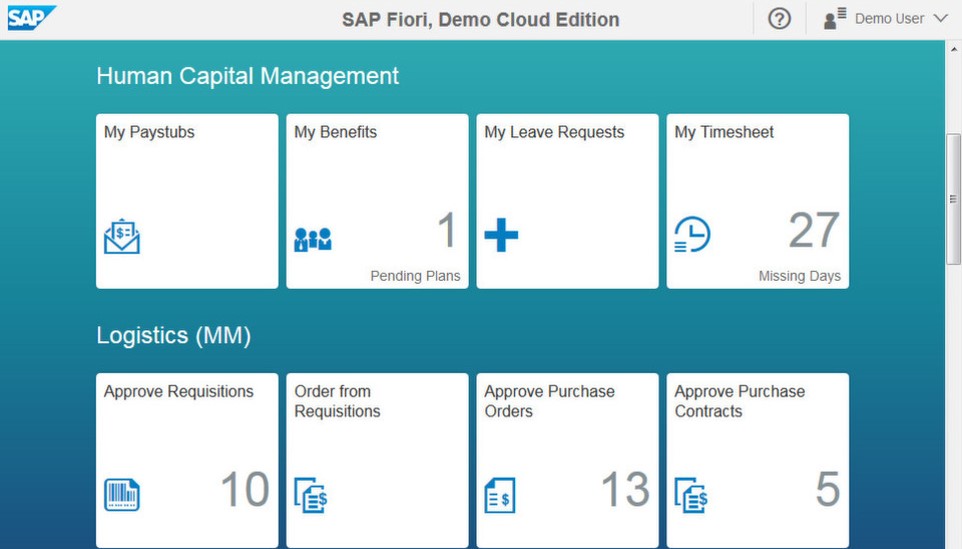 SAP
SAP Fiori, Demo Cloud Edition
?
Demo User
Human Capital Management
My Paystubs
My Benefits
1
Pending Plans
My Leave Requests
My Timesheet
27
Missing Days
Logistics (MM)
Approve Requisitions
10
Order from
Requisitions
Approve Purchase
Orders
13
Approve Purchase
Contracts
5